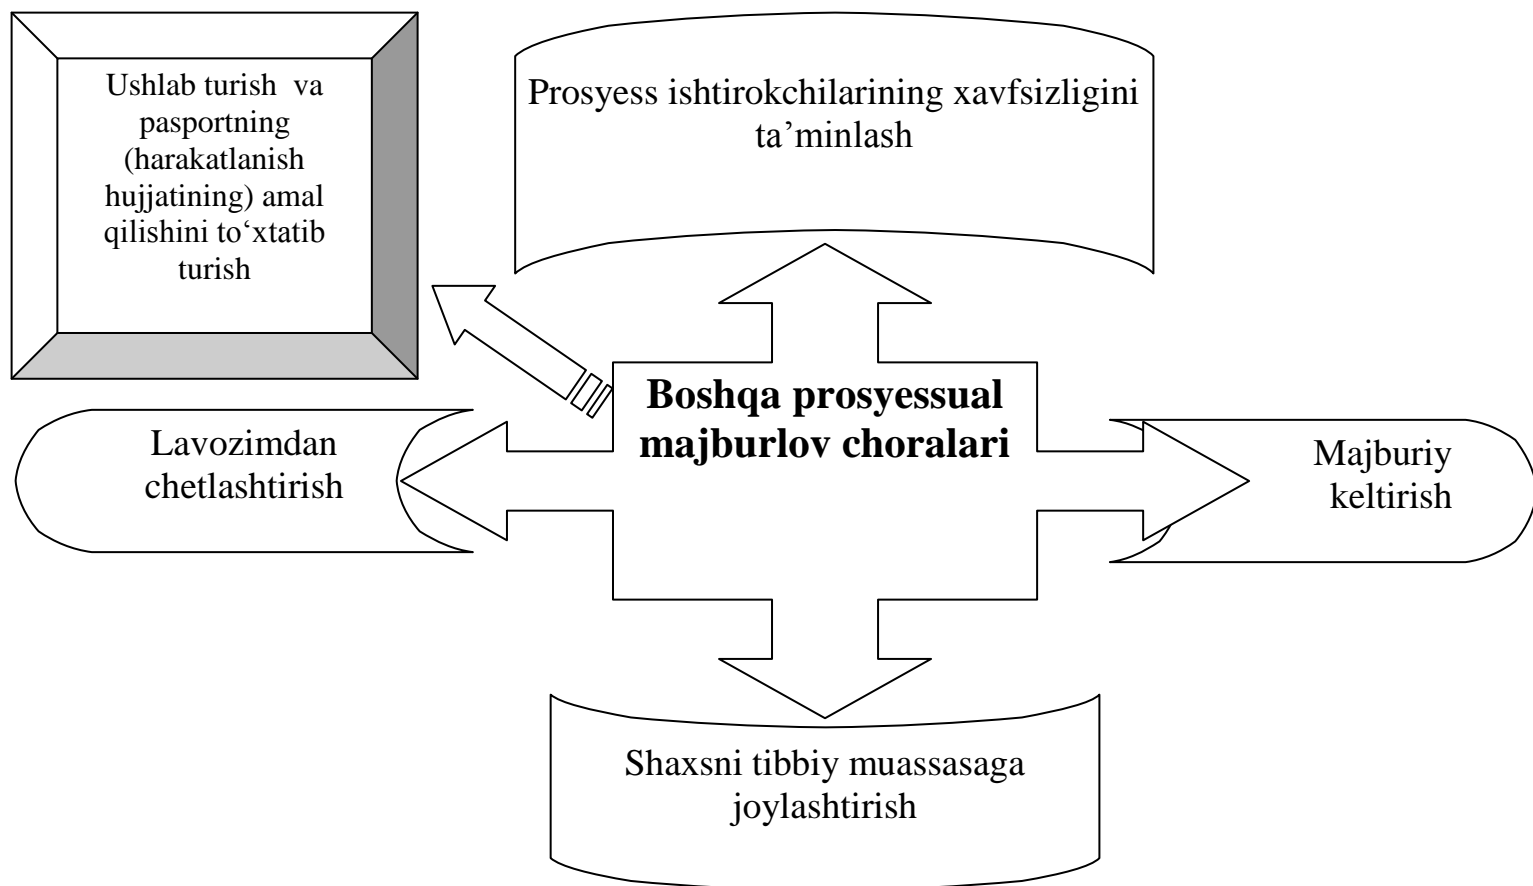 Ushlab turish va
pasportning
(harakatlanish
hujjatining) amal
qilishini to‘xtatib
turish
Prosyess ishtirokchilarining xavfsizligini
ta’minlash
Boshqa prosyessual
majburlov choralari
Lavozimdan
chetlashtirish
Majburiy
keltirish
Shaxsni tibbiy muassasaga
joylashtirish